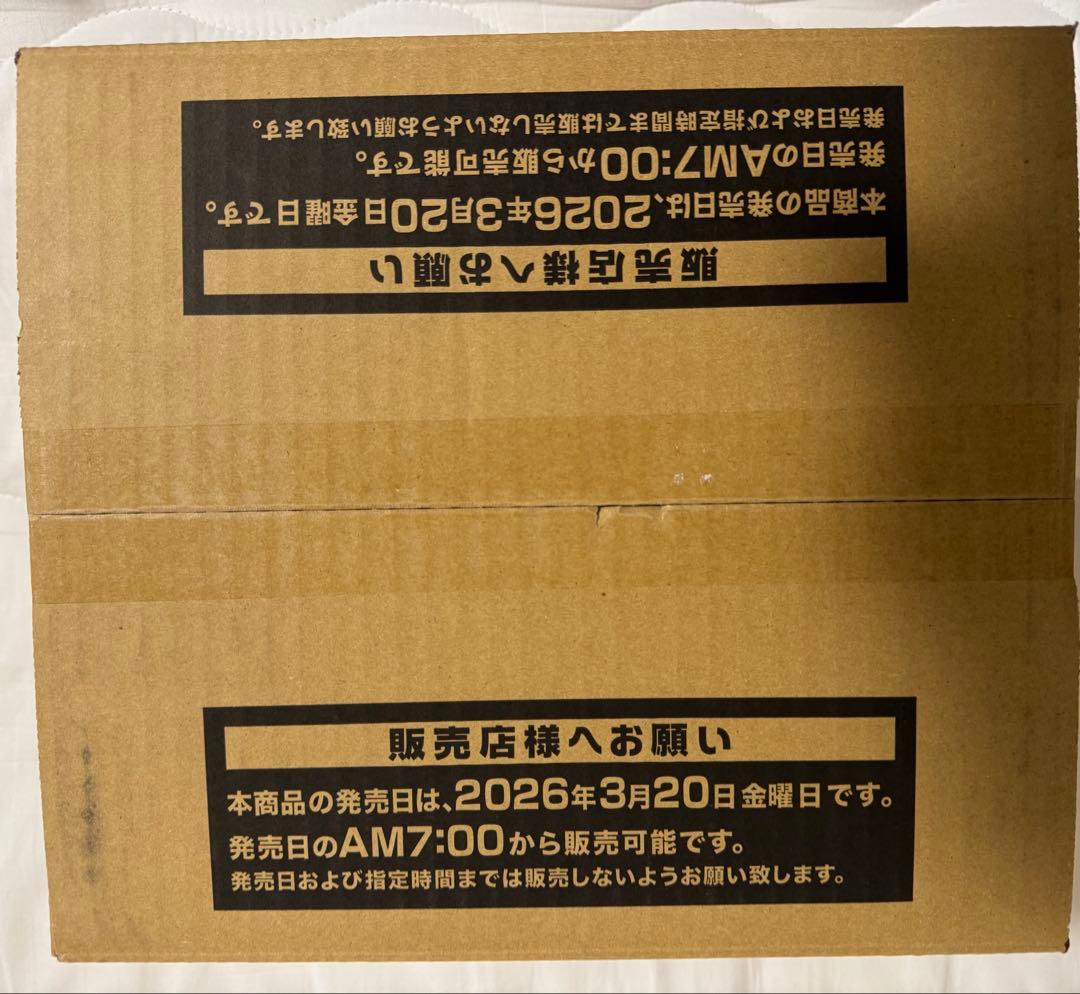 発売日および指定時間までは販売しないようお願い致します。
発売日のAM7:00から販売可能です。
本商品の発売日は、2026年3月20日金曜日です。
販売店様へお願い
販売店様へお願い
本商品の発売日は、2026年3月20日金曜日です。
発売日のAM7:00から販売可能です。
発売日および指定時間までは販売しないようお願い致します。